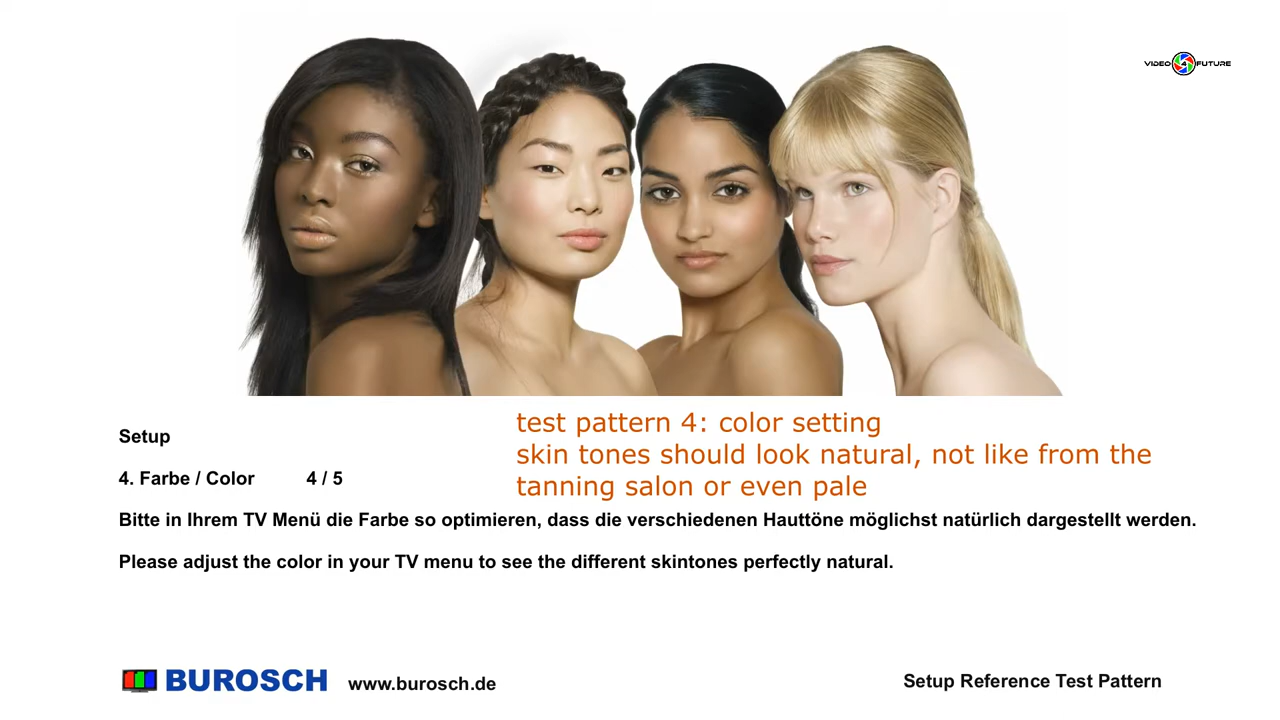 VIDEO 4 FUTURE
test pattern 4: color setting
skin tones should look natural, not like from the
tanning salon or even pale
Setup
4. Farbe / Color 4 / 5
Bitte in Ihrem TV Menü die Farbe so optimieren, dass die verschiedenen Hauttöne möglichst natürlich dargestellt werden.
Please adjust the color in your TV menu to see the different skintones perfectly natural.
BUROSCH www.burosch.de
Setup Reference Test Pattern